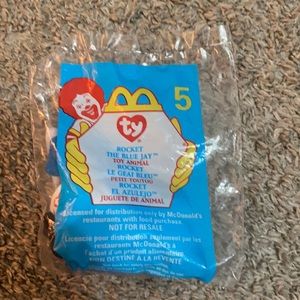 5
ty
ROCKET
THE BLUE JAY
TOY ANIMAL
ROCKET
LE GEAI BLEU
PETIT TOUTOU
ROCKET
EL AZULEJO
JUGUETE DE ANIMAL
Licensed for distribution only by McDonald's
restaurants with food purchase.
NOT FOR RESALE
Licencié pour distribution seulement par les
restaurants McDonald's à
l'achat d'un produit alimentaire
NON DESTINÉ À LA REVENTE